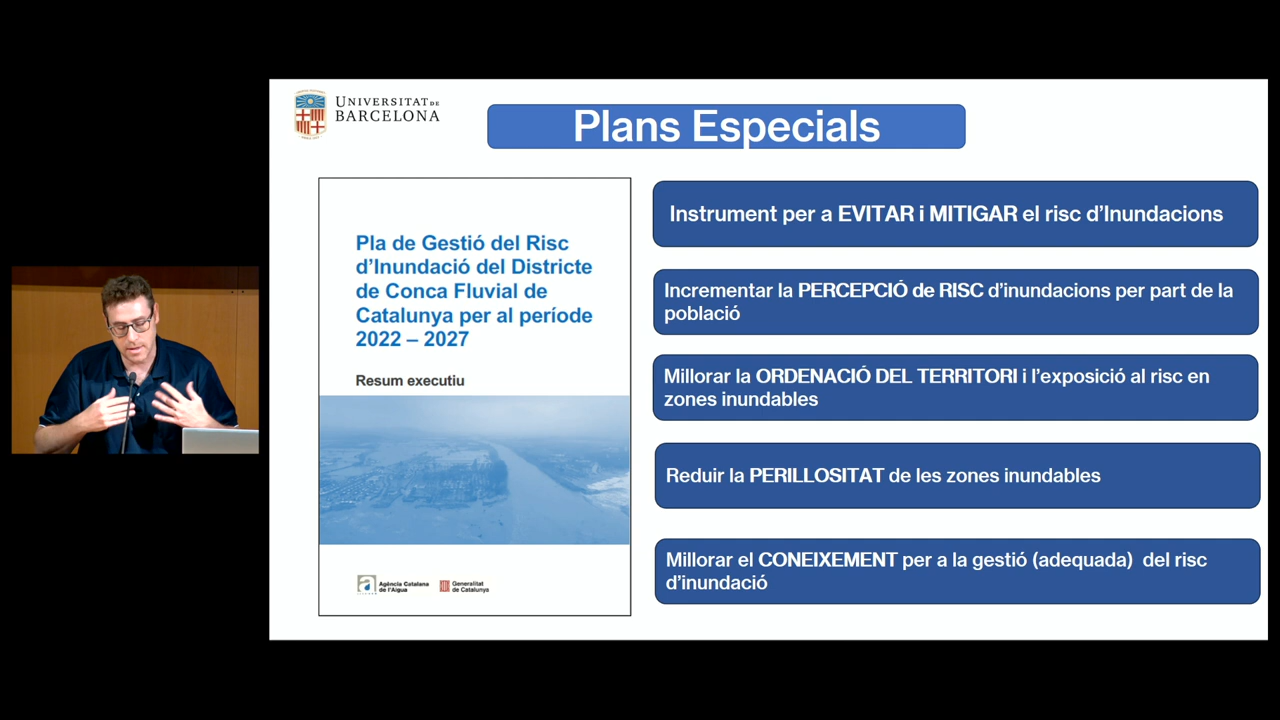 UNIVERSITAT DE
BARCELONA
Plans Especials
Pla de Gestió del Risc
d'Inundació del Districte
de Conca Fluvial de
Catalunya per al període
2022 – 2027
Resum executiu
Agència Catalana
de l'Aigua
Generalitat
de Catalunya
Instrument per a EVITAR i MITIGAR el risc d'Inundacions
Incrementar la PERCEPCIÓ de RISC d'inundacions per part de la
població
Millorar la ORDENACIÓ DEL TERRITORI i l'exposició al risc en
zones inundables
Reduir la PERILLOSITAT de les zones inundables
Millorar el CONEIXEMENT per a la gestió (adequada)  del risc
d'inundació